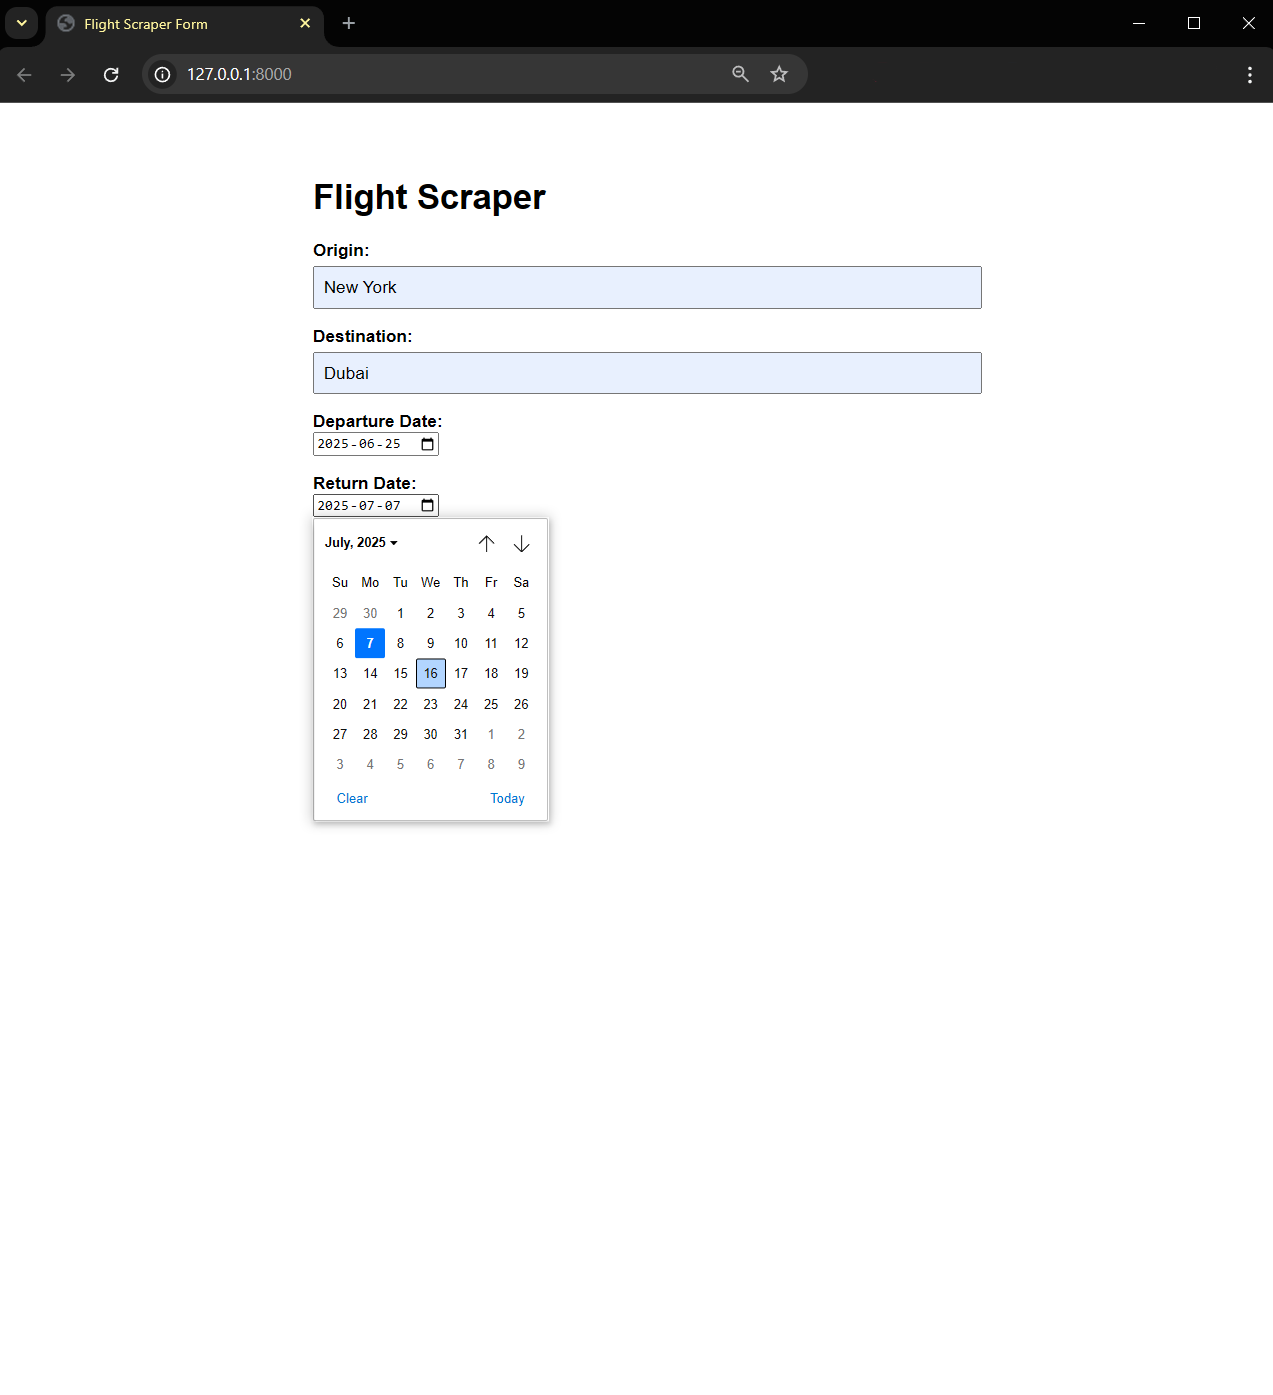 Flight Scraper Form
127.0.0.1:8000
Flight Scraper
Origin:
New York
Destination:
Dubai
Departure Date:
2025-06-25
Return Date:
2025-07-07
July, 2025
Su Mo Tu We Th Fr Sa
29 30 1 2 3 4 5
6 7 8 9 10 11 12
13 14 15 16 17 18 19
20 21 22 23 24 25 26
27 28 29 30 31 1 2
3 4 5 6 7 8 9
Clear Today